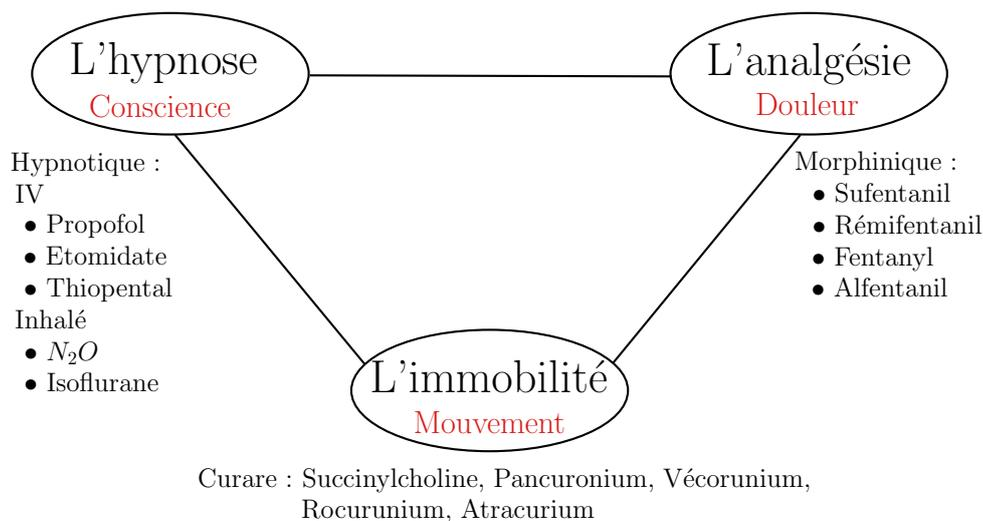 L'hypnose
Conscience
L'analgésie
Douleur
Hypnotique :
IV
• Propofol
• Etomidate
• Thiopental
Inhalé
• N₂O
• Isoflurane
Morphinique :
• Sufentanil
• Rémifentanil
• Fentanyl
• Alfentanil
L'immobilité
Mouvement
Curare : Succinylcholine, Pancuronium, Vécorunium,
Rocurunium, Atracurium